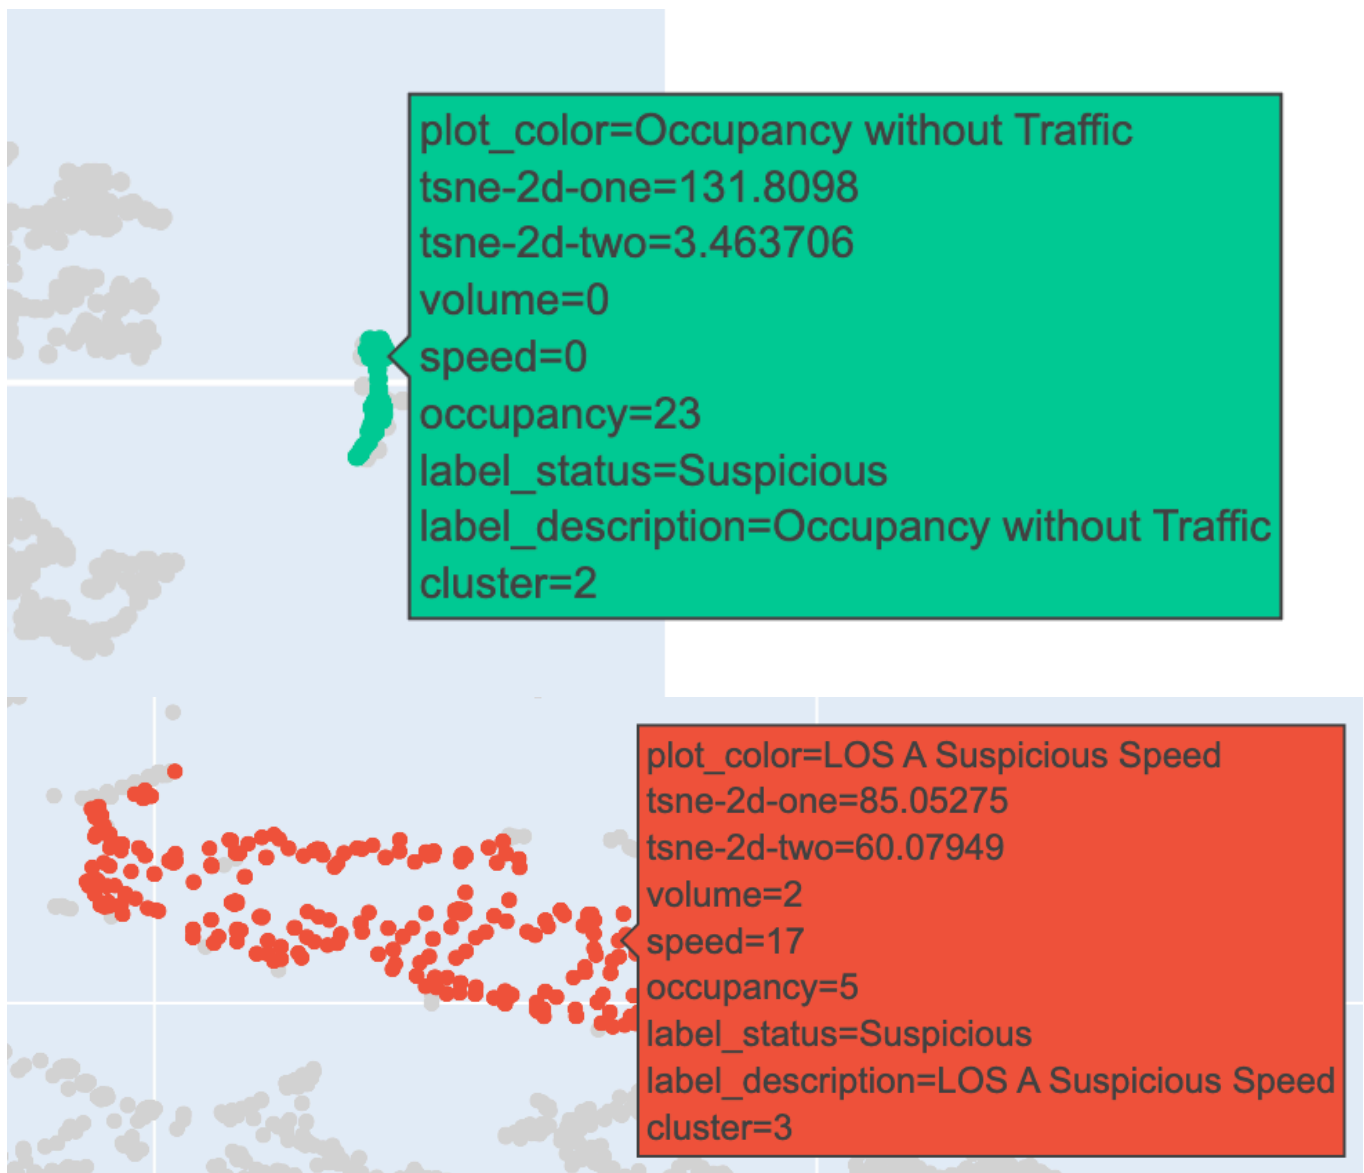 plot_color=Occupancy without Traffic
tsne-2d-one=131.8098
tsne-2d-two=3.463706
volume=0
speed=0
occupancy=23
label_status=Suspicious
label_description=Occupancy without Traffic
cluster=2
plot_color=LOS A Suspicious Speed
tsne-2d-one=85.05275
tsne-2d-two=60.07949
volume=2
speed=17
occupancy=5
label_status=Suspicious
label_description=LOS A Suspicious Speed
cluster=3